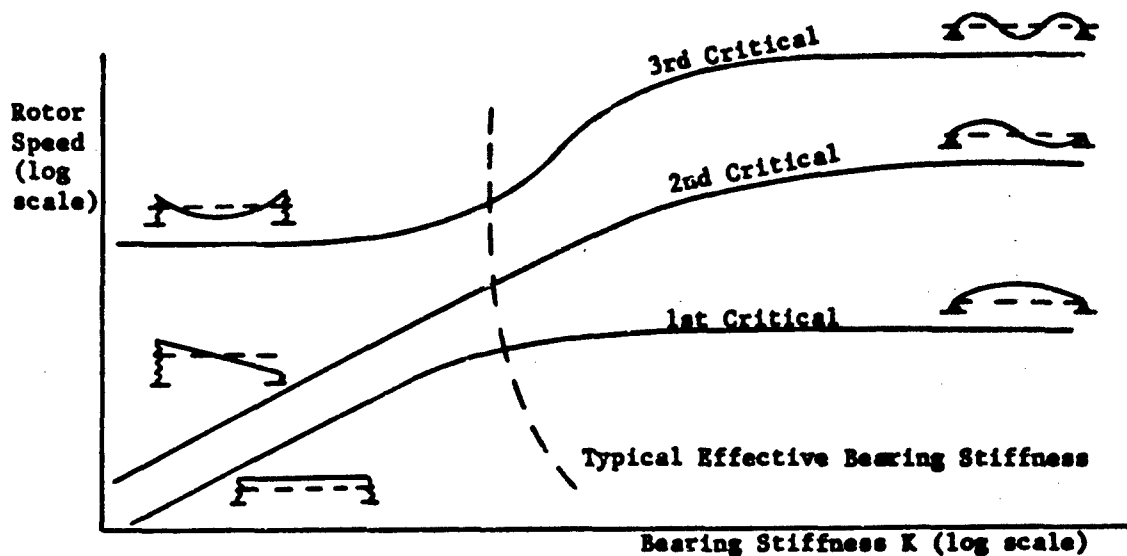 3rd Critical
Rotor
Speed
(log
scale)
2nd Critical
1st Critical
Typical Effective Bearing Stiffness
Bearing Stiffness K (log scale)